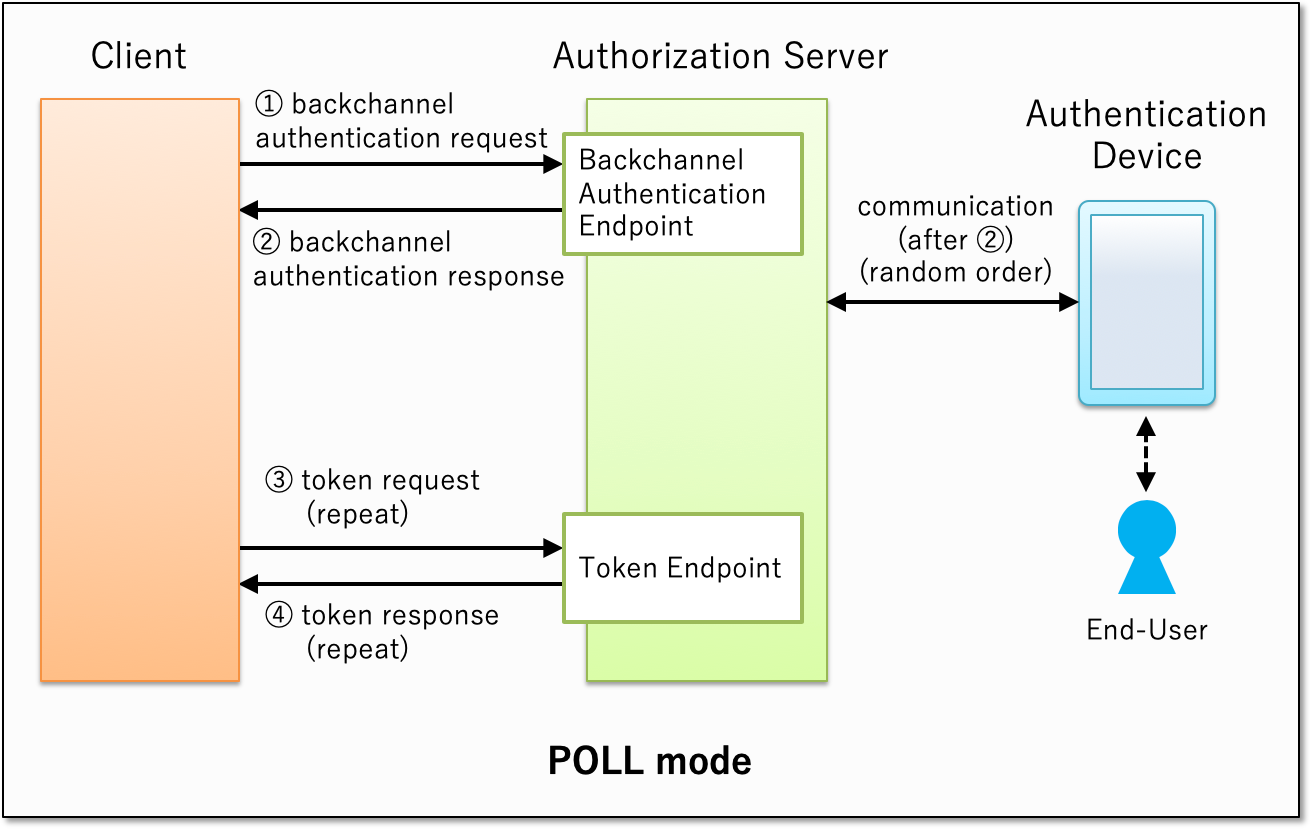 Client
Authorization Server
① backchannel
authentication request
Backchannel
Authentication
Endpoint
② backchannel
authentication response
Authentication
Device
communication
(after ②)
(random order)
③ token request
(repeat)
Token Endpoint
④ token response
(repeat)
End-User
POLL mode